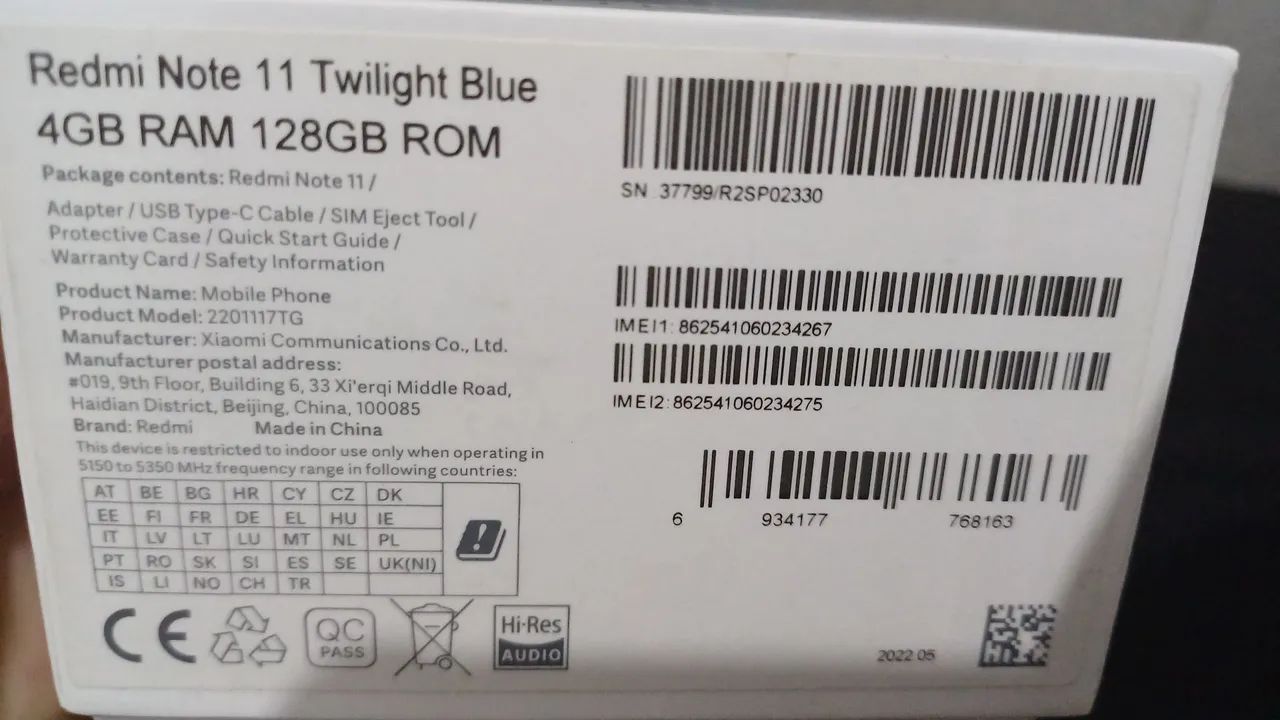 Redmi Note 11 Twilight Blue
4GB RAM 128GB ROM
Package contents: Redmi Note 11 /
Adapter / USB Type-C Cable / SIM Eject Tool /
Protective Case / Quick Start Guide /
Warranty Card / Safety Information
Product Name: Mobile Phone
Product Model: 2201117TG
Manufacturer: Xiaomi Communications Co., Ltd.
Manufacturer postal address:
#019, 9th Floor, Building 6, 33 Xi'erqi Middle Road,
Haidian District, Beijing, China, 100085
Brand: Redmi Made in China
This device is restricted to indoor use only when operating in
5150 to 5350 MHz frequency range in following countries:
AT BE BG HR CY CZ DK
EE FI FR DE EL HU IE
IT LV LT LU MT NL PL
PT RO SK SI ES SE UK(NI)
IS LI NO CH TR
CE
QC
PASS
Hi-Res
AUDIO
SN 37799/R2SP02330
IMEI1: 862541060234267
IMEI2: 862541060234275
6 934177 768163
2022 05